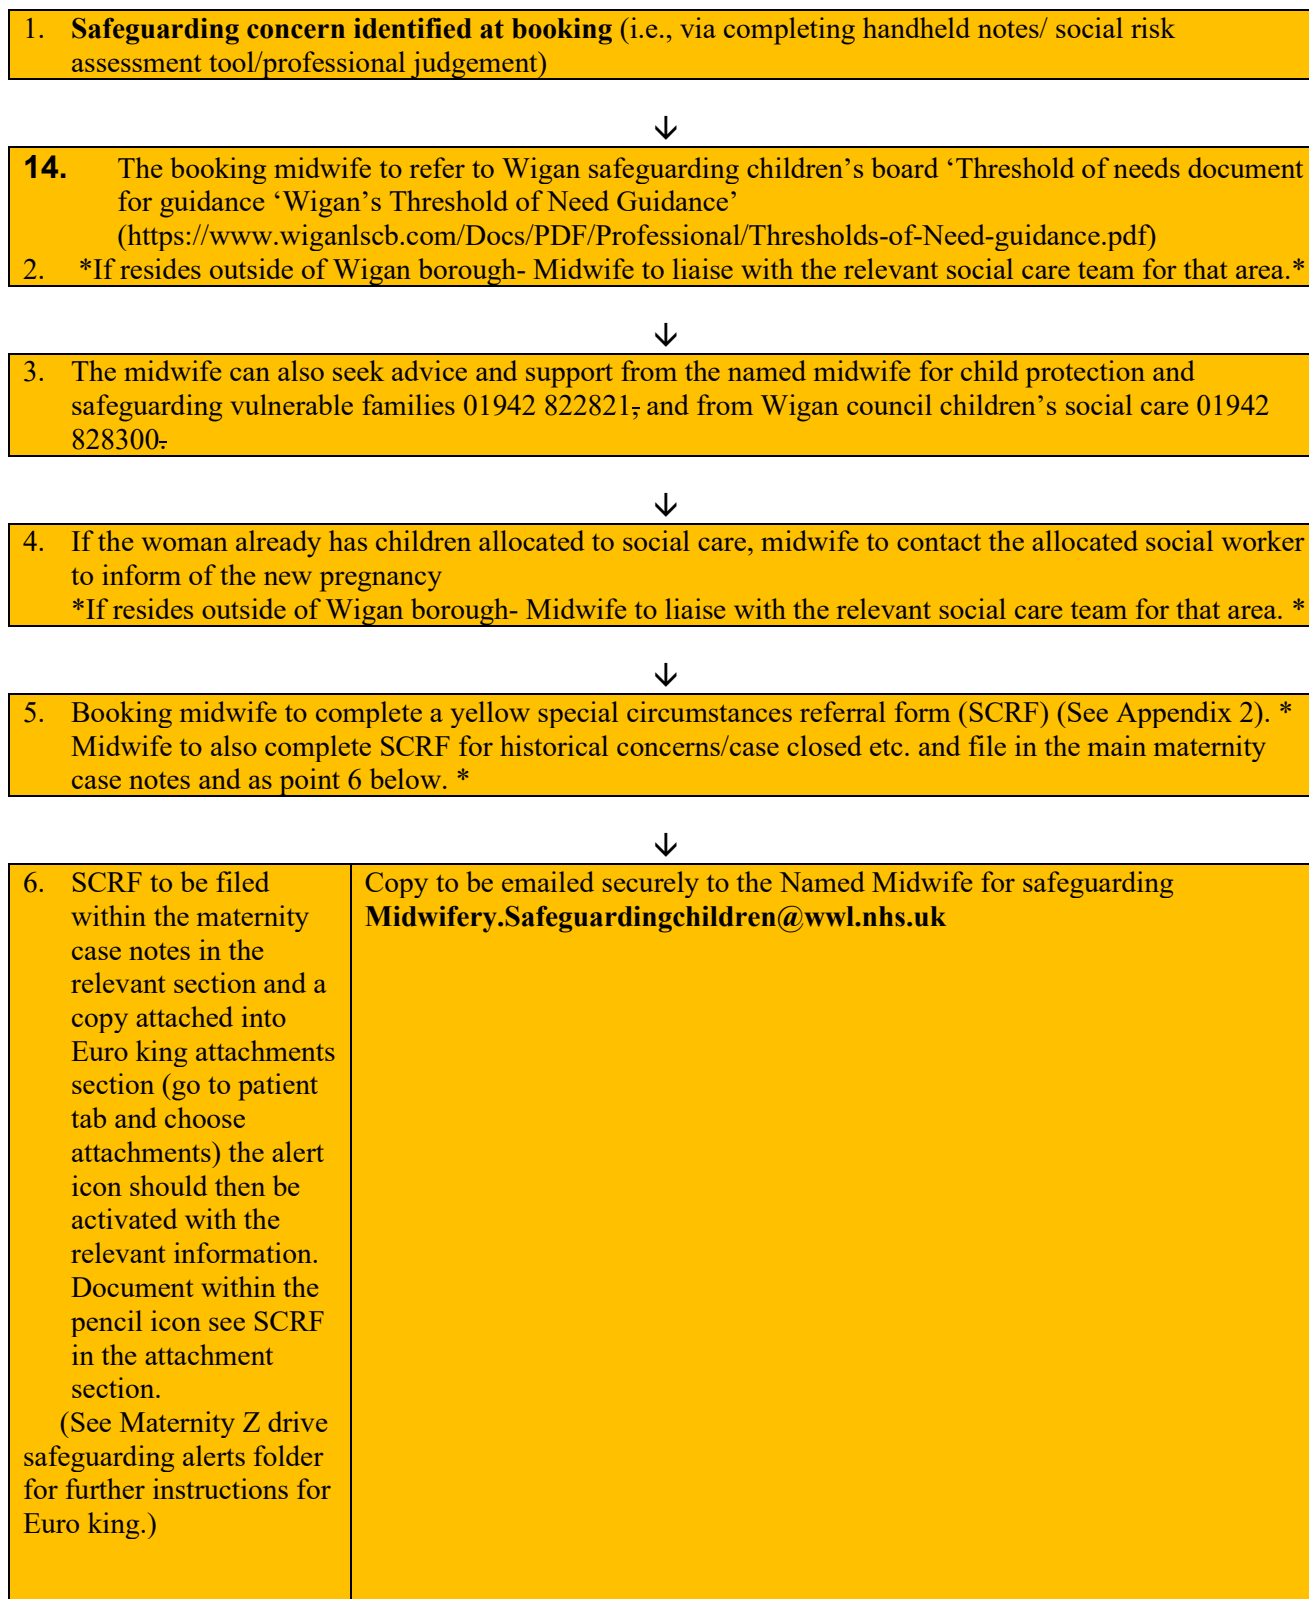 1. Safeguarding concern identified at booking (i.e., via completing handheld notes/ social risk
assessment tool/professional judgement)
↓
14. The booking midwife to refer to Wigan safeguarding children’s board ‘Threshold of needs document
for guidance ‘Wigan’s Threshold of Need Guidance’
(https://www.wiganlscb.com/Docs/PDF/Professional/Thresholds-of-Need-guidance.pdf)
2. *If resides outside of Wigan borough- Midwife to liaise with the relevant social care team for that area.*
↓
3. The midwife can also seek advice and support from the named midwife for child protection and
safeguarding vulnerable families 01942 822821, and from Wigan council children’s social care 01942
828300.
↓
4. If the woman already has children allocated to social care, midwife to contact the allocated social worker
to inform of the new pregnancy
*If resides outside of Wigan borough- Midwife to liaise with the relevant social care team for that area. *
↓
5. Booking midwife to complete a yellow special circumstances referral form (SCRF) (See Appendix 2). *
Midwife to also complete SCRF for historical concerns/case closed etc. and file in the main maternity
case notes and as point 6 below. *
↓
6. SCRF to be filed
within the maternity
case notes in the
relevant section and a
copy attached into
Euro king attachments
section (go to patient
tab and choose
attachments) the alert
icon should then be
activated with the
relevant information.
Document within the
pencil icon see SCRF
in the attachment
section.
(See Maternity Z drive
safeguarding alerts folder
for further instructions for
Euro king.)
Copy to be emailed securely to the Named Midwife for safeguarding
Midwifery.Safeguardingchildren@wwl.nhs.uk